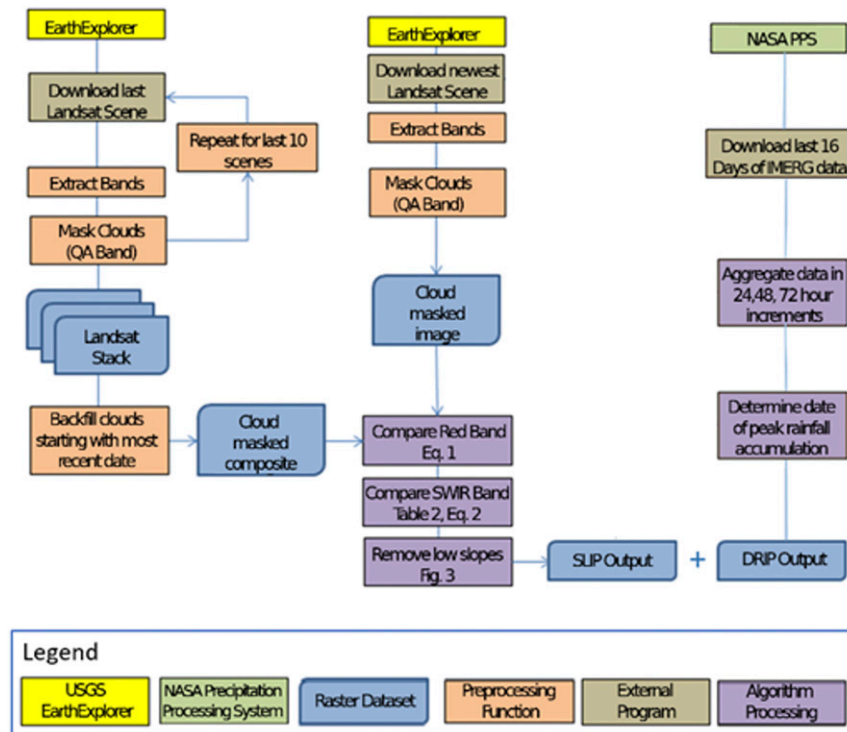 EarthExplorer
Download last
Landsat Scene
Repeat for last 10
scenes
Extract Bands
Mask Clouds
(QA Band)
Landsat
Stack
Backfill clouds
starting with most
recent date
Cloud
masked
composite
EarthExplorer
Download newest
Landsat Scene
Extract Bands
Mask Clouds
(QA Band)
Cloud
masked
image
Compare Red Band
Eq. 1
Compare SWIR Band
Table 2, Eq. 2
Remove low slopes
Fig. 3
SLIP Output
+
DRIP Output
NASA PPS
Download last 16
Days of IMERG data
Aggregate data in
24,48, 72 hour
increments
Determine date
of peak rainfall
accumulation
Legend
USGS
EarthExplorer
NASA Precipitation
Processing System
Raster Dataset
Preprocessing
Function
External
Program
Algorithm
Processing